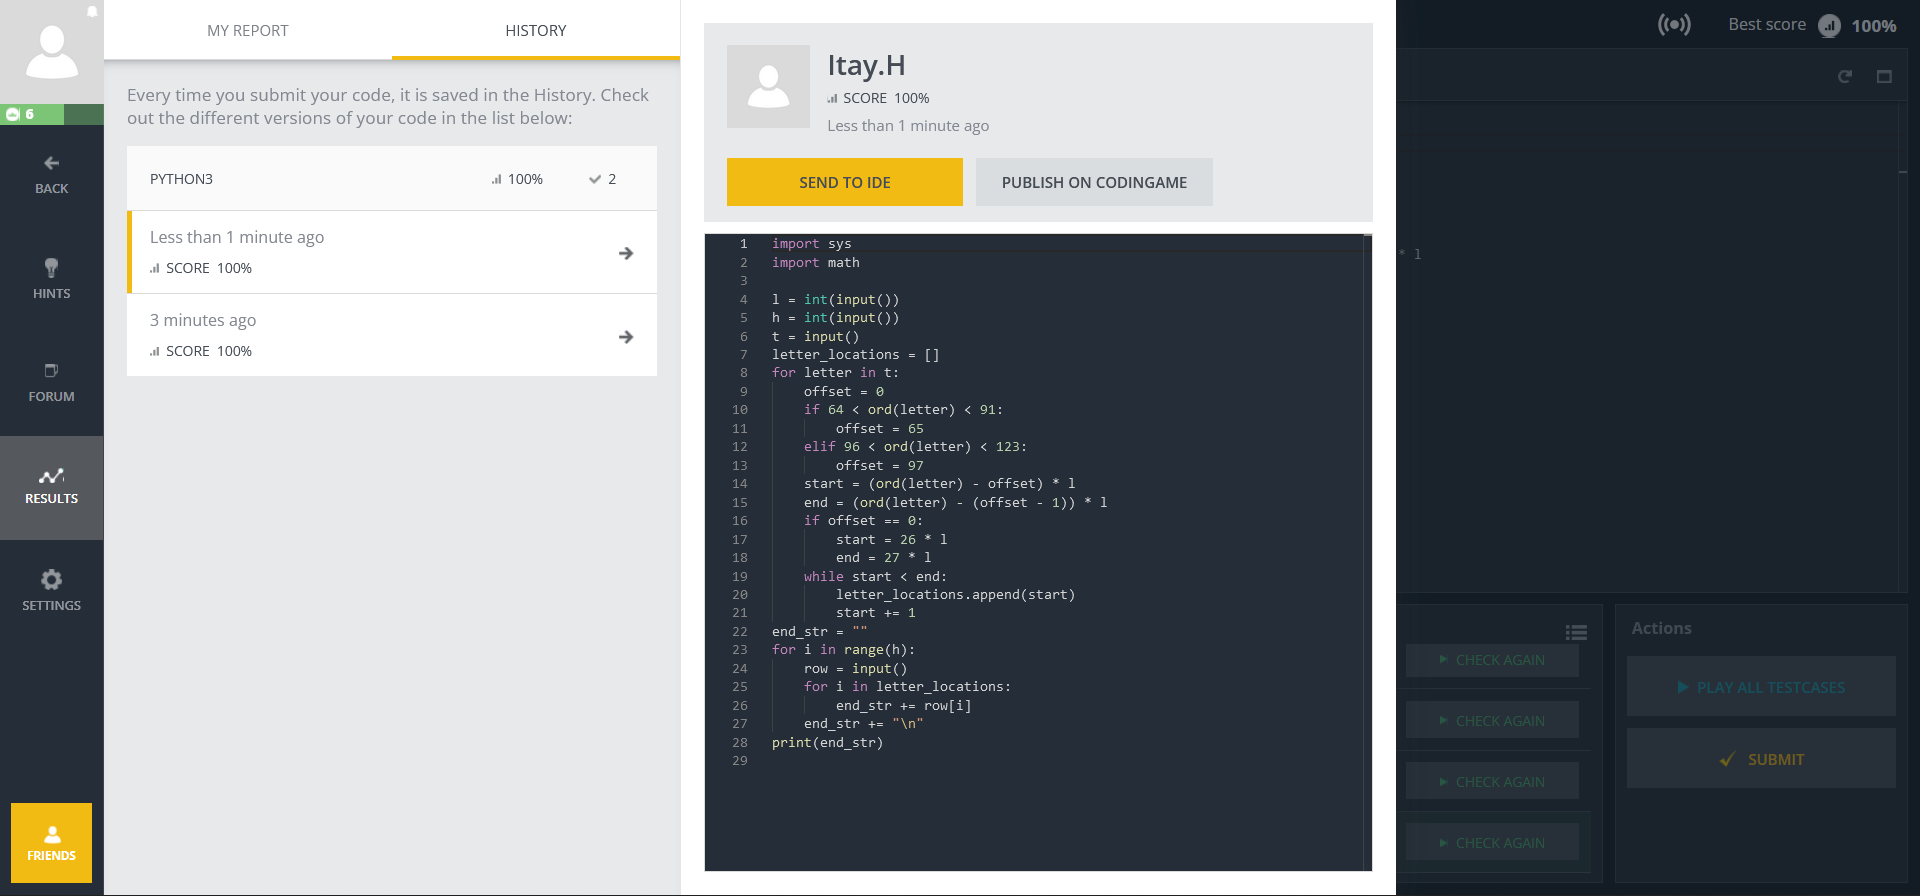 6
BACK
HINTS
FORUM
RESULTS
SETTINGS
FRIENDS
MY REPORT
HISTORY
Every time you submit your code, it is saved in the History. Check
out the different versions of your code in the list below:
PYTHON3 100% 2
Less than 1 minute ago
SCORE 100%
3 minutes ago
SCORE 100%
Itay.H
SCORE 100%
Less than 1 minute ago
SEND TO IDE
PUBLISH ON CODINGAME
1 import sys
2 import math
3
4 l = int(input())
5 h = int(input())
6 t = input()
7 letter_locations = []
8 for letter in t:
9     offset = 0
10     if 64 < ord(letter) < 91:
11         offset = 65
12     elif 96 < ord(letter) < 123:
13         offset = 97
14     start = (ord(letter) - offset) * l
15     end = (ord(letter) - (offset - 1)) * l
16     if offset == 0:
17         start = 26 * l
18         end = 27 * l
19     while start < end:
20         letter_locations.append(start)
21         start += 1
22 end_str = ""
23 for i in range(h):
24     row = input()
25     for i in letter_locations:
26         end_str += row[i]
27     end_str += "\n"
28 print(end_str)
29
Best score 100%
* l
CHECK AGAIN
CHECK AGAIN
CHECK AGAIN
CHECK AGAIN
Actions
PLAY ALL TESTCASES
SUBMIT